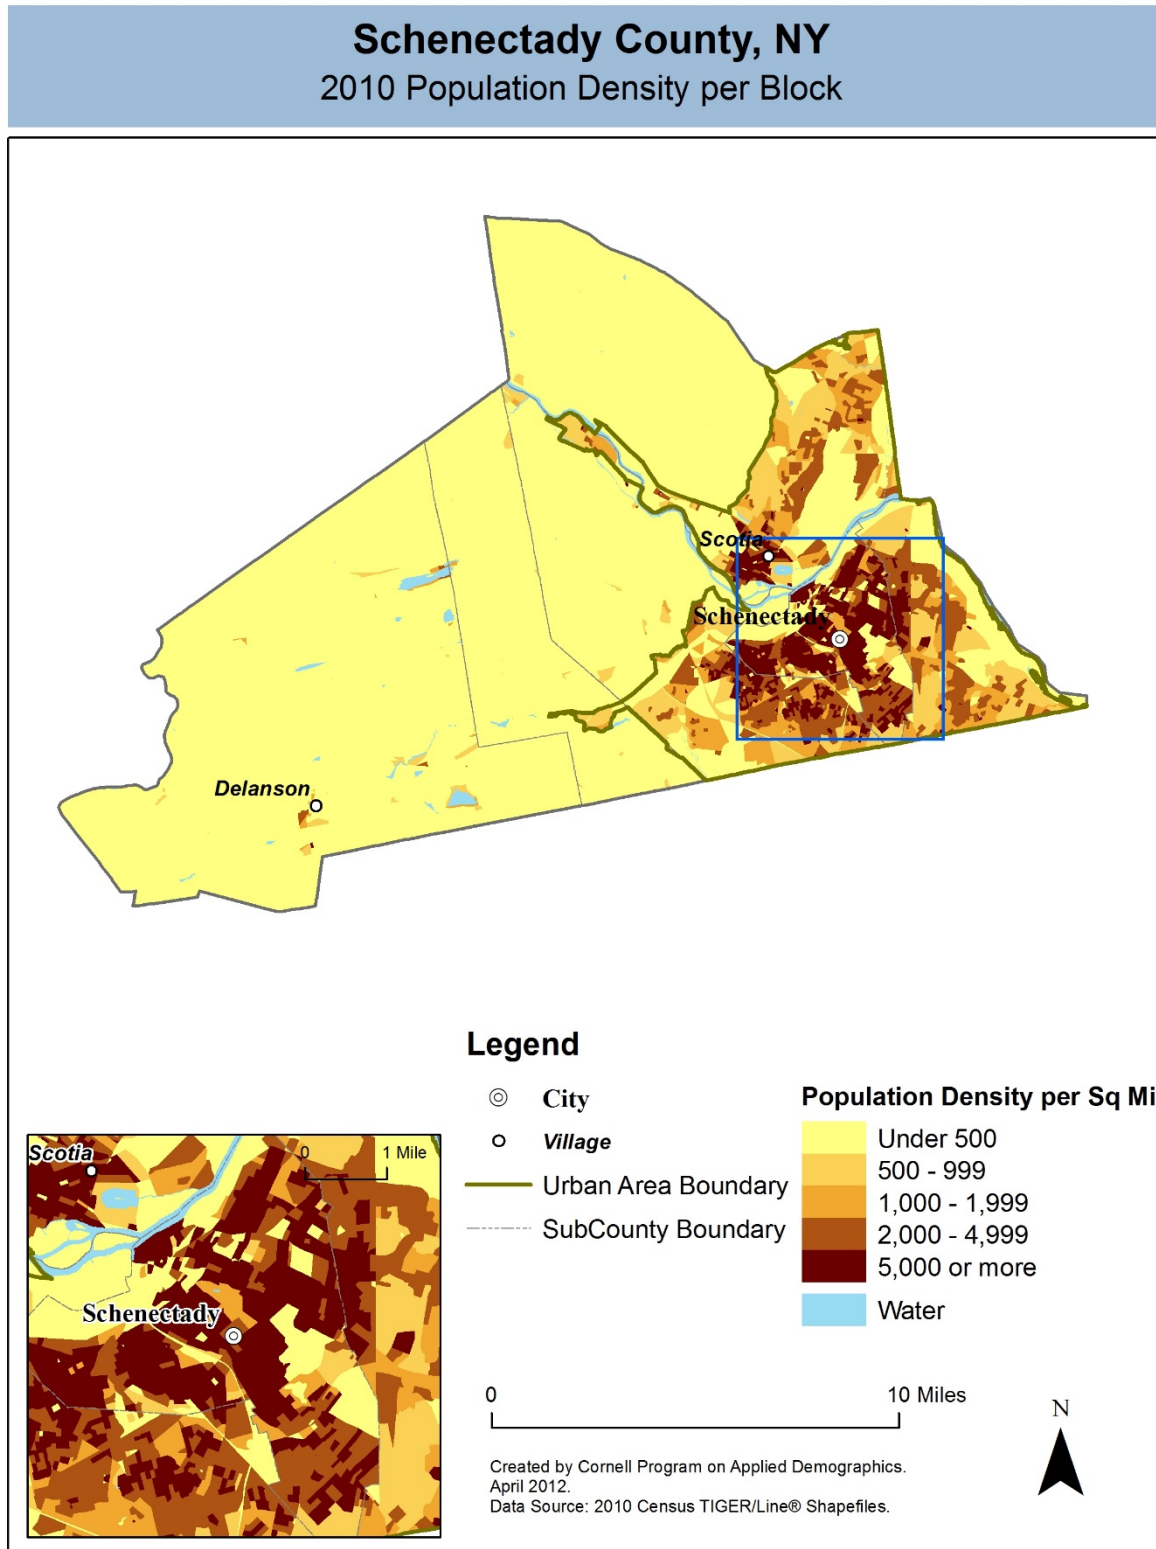 Schenectady County, NY
2010 Population Density per Block
Scotia
Schenectady
Delanson
Legend
City
Village
Urban Area Boundary
SubCounty Boundary
Population Density per Sq Mi
Under 500
500 - 999
1,000 - 1,999
2,000 - 4,999
5,000 or more
Water
Scotia
0 1 Mile
Schenectady
0 10 Miles
N
Created by Cornell Program on Applied Demographics.
April 2012.
Data Source: 2010 Census TIGER/Line® Shapefiles.